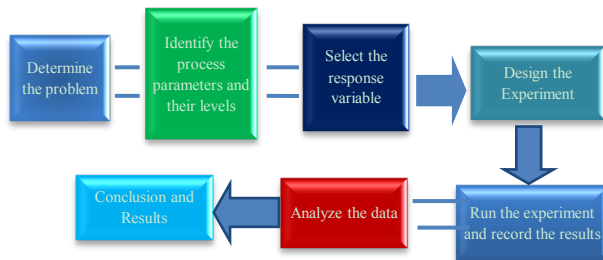 Determine
the problem
Identify the
process
parameters and
their levels
Select the
response
variable
Design the
Experiment
Run the experiment
and record the results
Analyze the data
Conclusion and
Results